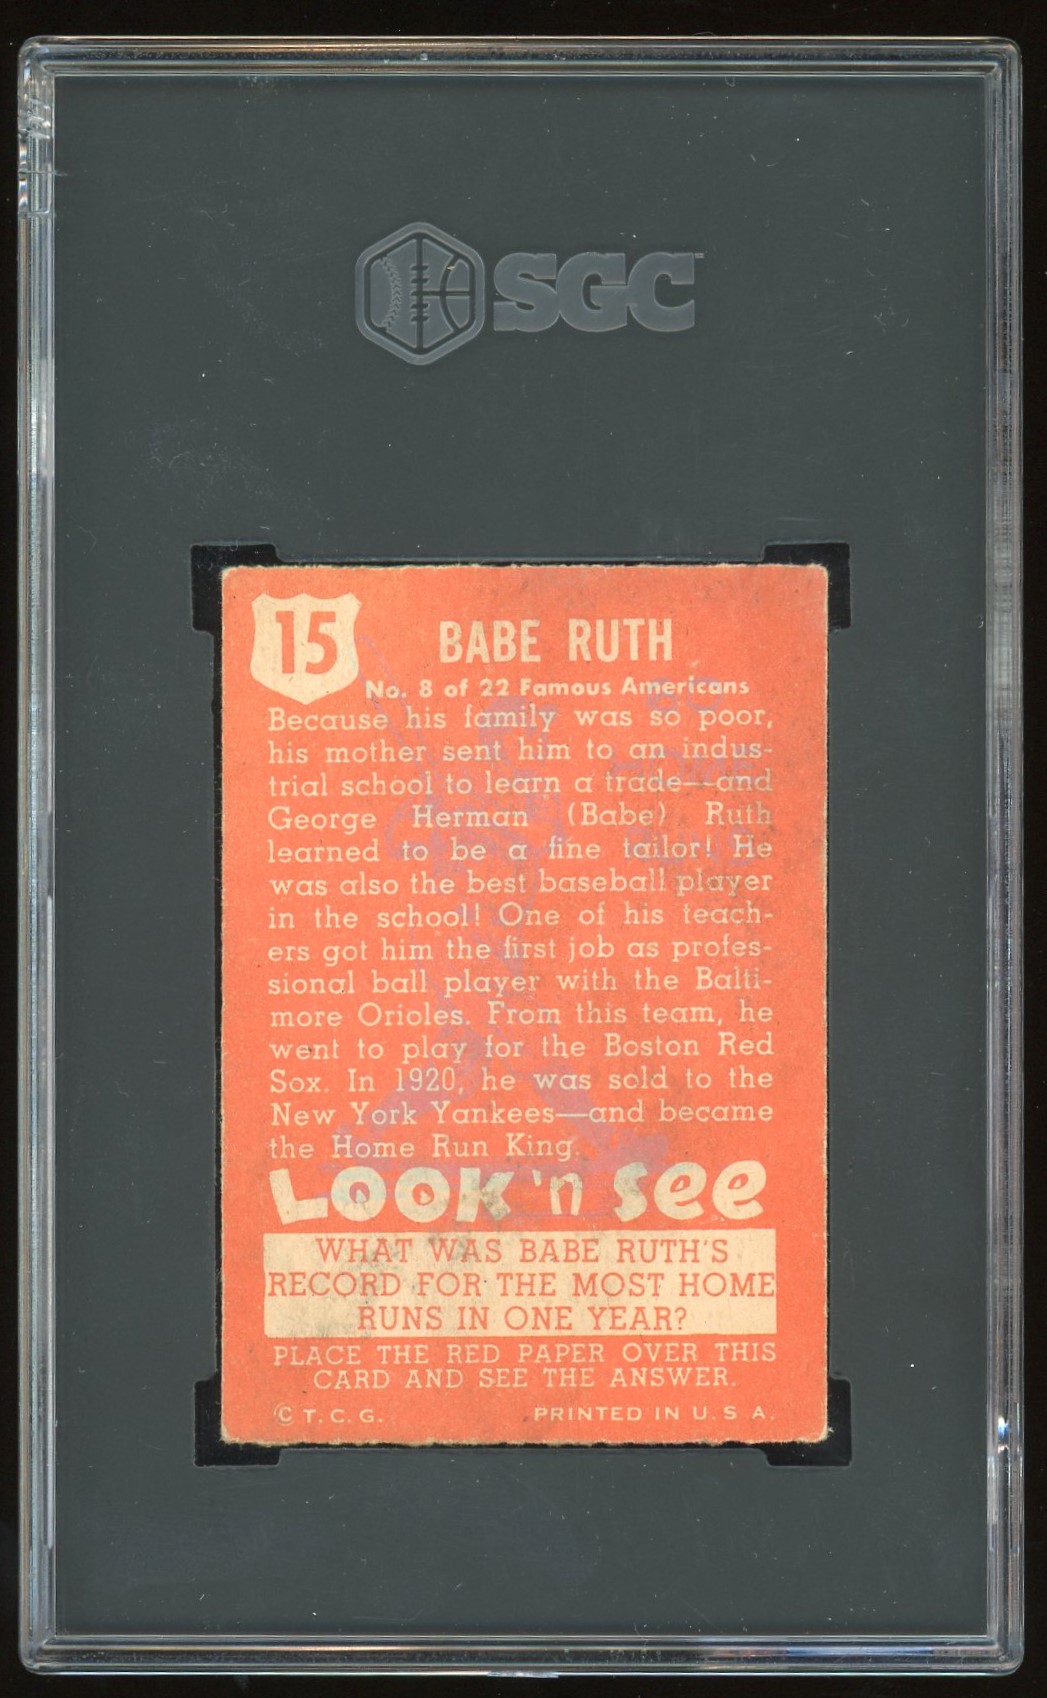 SGC
15
BABE RUTH
No. 8 of 22 Famous Americans
Because his family was so poor,
his mother sent him to an indus-
trial school to learn a trade—and
George Herman (Babe) Ruth
learned to be a fine tailor! He
was also the best baseball player
in the school! One of his teach-
ers got him the first job as profes-
sional ball player with the Balti-
more Orioles. From this team, he
went to play for the Boston Red
Sox. In 1920, he was sold to the
New York Yankees—and became
the Home Run King.
LOOK 'n See
WHAT WAS BABE RUTH'S
RECORD FOR THE MOST HOME
RUNS IN ONE YEAR?
PLACE THE RED PAPER OVER THIS
CARD AND SEE THE ANSWER.
© T. C. G. PRINTED IN U. S A.